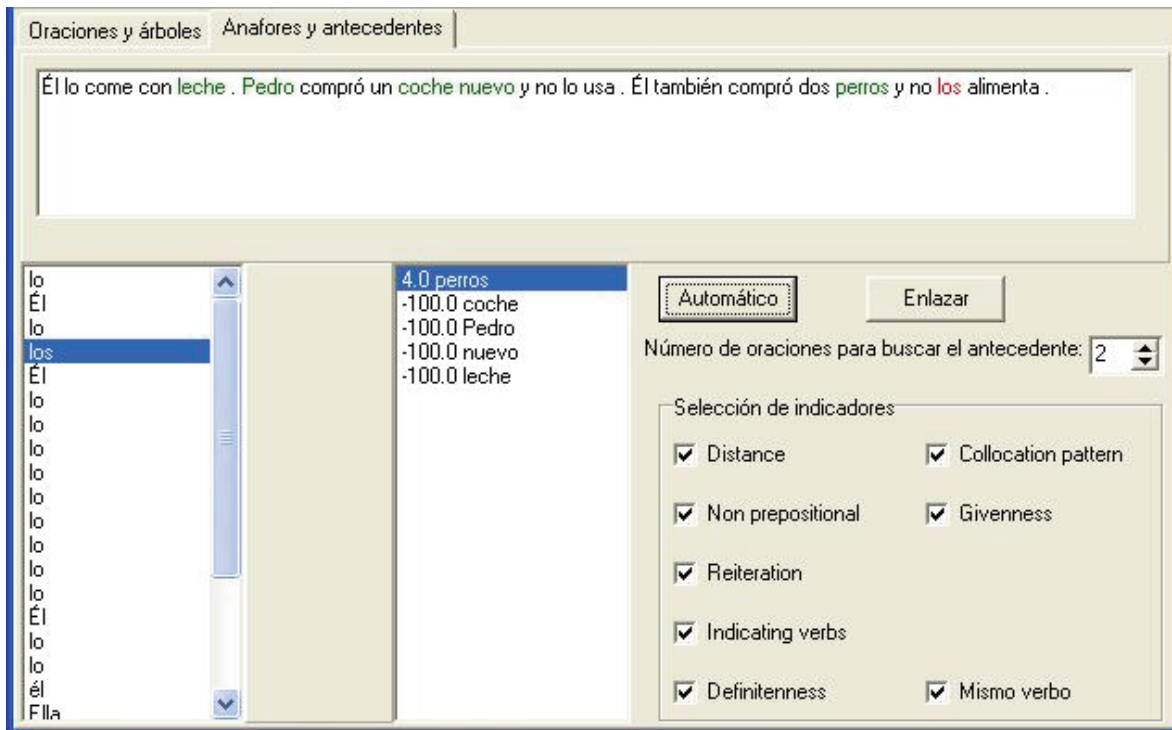 Oraciones y árboles
Anafores y antecedentes
Él lo come con leche . Pedro compró un coche nuevo y no lo usa . Él también compró dos perros y no los alimenta .
lo
Él
lo
los
Él
lo
lo
lo
lo
lo
lo
lo
lo
lo
Él
lo
lo
él
Ella
4.0 perros
-100.0 coche
-100.0 Pedro
-100.0 nuevo
-100.0 leche
Automático
Enlazar
Número de oraciones para buscar el antecedente: 2
Selección de indicadores
Distance
Collocation pattern
Non prepositional
Givenness
Reiteration
Indicating verbs
Definitenness
Mismo verbo